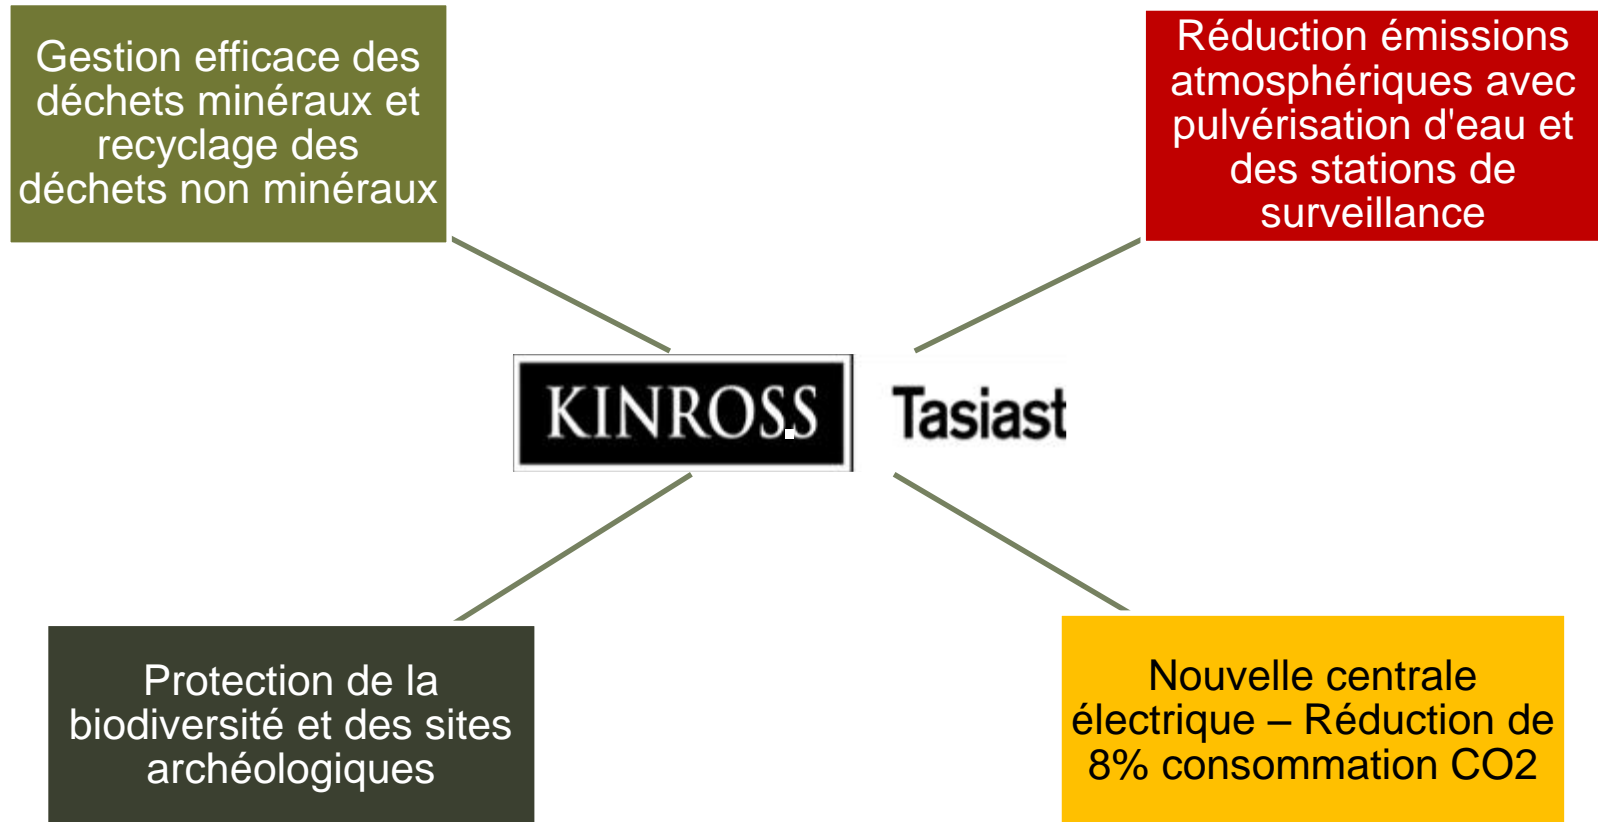 Gestion efficace des
déchets minéraux et
recyclage des
déchets non minéraux
Réduction émissions
atmosphériques avec
pulvérisation d'eau et
des stations de
surveillance
KINROSS Tasiast
Protection de la
biodiversité et des sites
archéologiques
Nouvelle centrale
électrique – Réduction de
8% consommation CO2